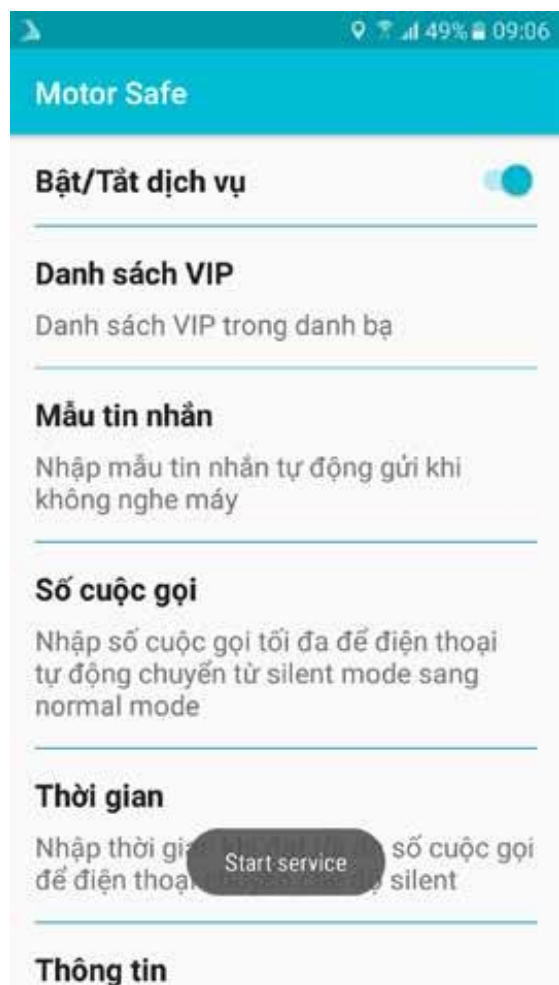 49% 09:06
Motor Safe
Bật/Tắt dịch vụ
Danh sách VIP
Danh sách VIP trong danh bạ
Mẫu tin nhắn
Nhập mẫu tin nhắn tự động gửi khi
không nghe máy
Số cuộc gọi
Nhập số cuộc gọi tối đa để điện thoại
tự động chuyển từ silent mode sang
normal mode
Thời gian
Nhập thời số cuộc gọi
Start service
để điện silent
Thông tin